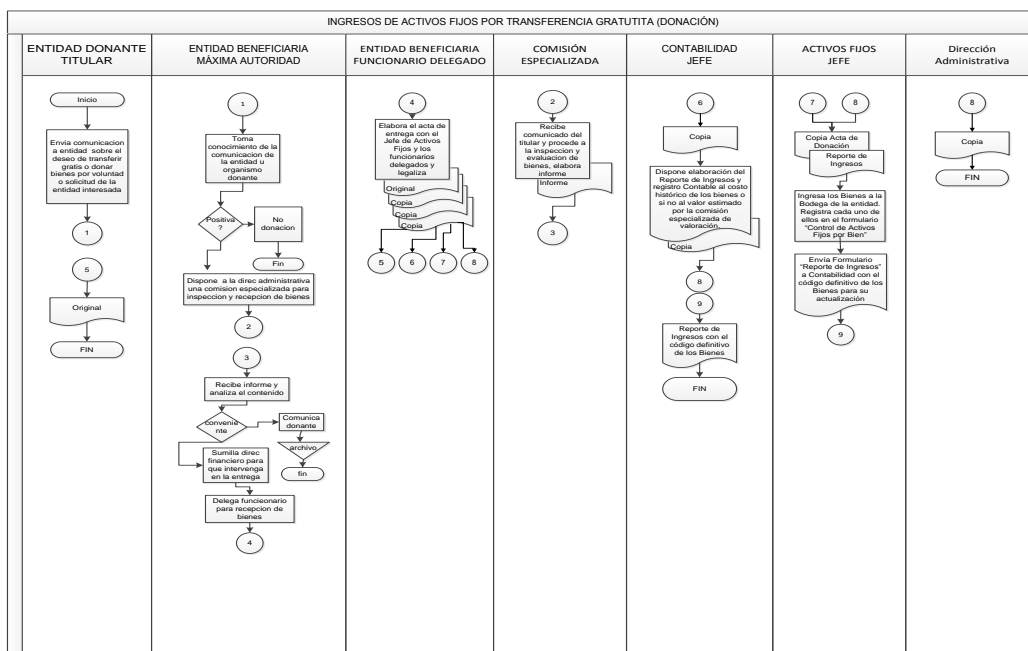 INGRESOS DE ACTIVOS FIJOS POR TRANSFERENCIA GRATUTITA (DONACIÓN)
ENTIDAD DONANTE
TITULAR
ENTIDAD BENEFICIARIA
MÁXIMA AUTORIDAD
ENTIDAD BENEFICIARIA
FUNCIONARIO DELEGADO
COMISIÓN
ESPECIALIZADA
CONTABILIDAD
JEFE
ACTIVOS FIJOS
JEFE
Dirección
Administrativa
Inicio
Envia comunicacion
a entidad sobre el
deseo de transferir
gratis o donar
bienes por voluntad
o solicitud de la
entidad interesada
1
5
Original
FIN
1
Toma
conocimiento de la
comunicacion de la
entidad u
organismo
donante
Positiva
?
No
donacion
Fin
Dispone a la direc administrativa
una comision especializada para
inspeccion y recepcion de bienes
2
3
Recibe informe y
analiza el contenido
convenie
nte
Comunica
donante
archivo
fin
Sumilla direc
financiero para
que intervenga
en la entrega
Delega funcieonario
para recepcion de
bienes
4
4
Elabora el acta de
entrega con el
Jefe de Activos
Fijos y los
funcionarios
delegados y
legaliza
Original
Copia
Copia
Copia
5
6
7
8
2
Recibe
comunicado del
titular y procede a
la inspeccion y
evaluacion de
bienes, elabora
informe
Informe
3
6
Copia
Dispone elaboración del
Reporte de Ingresos y
registro Contable al costo
histórico de los bienes o
si no al valor estimado
por la comisión
especializada de
valoración.
Copia
8
9
Reporte de
Ingresos con el
código definitivo
de los Bienes
FIN
7
8
Copia Acta de
Donación
Reporte de
Ingresos
Ingresa los Bienes a la
Bodega de la entidad.
Registra cada uno de
ellos en el formulario
“Control de Activos
Fijos por Bien”
Envía Formulario
“Reporte de Ingresos”
a Contabilidad con el
código definitivo de los
Bienes para su
actualización
9
8
Copia
FIN